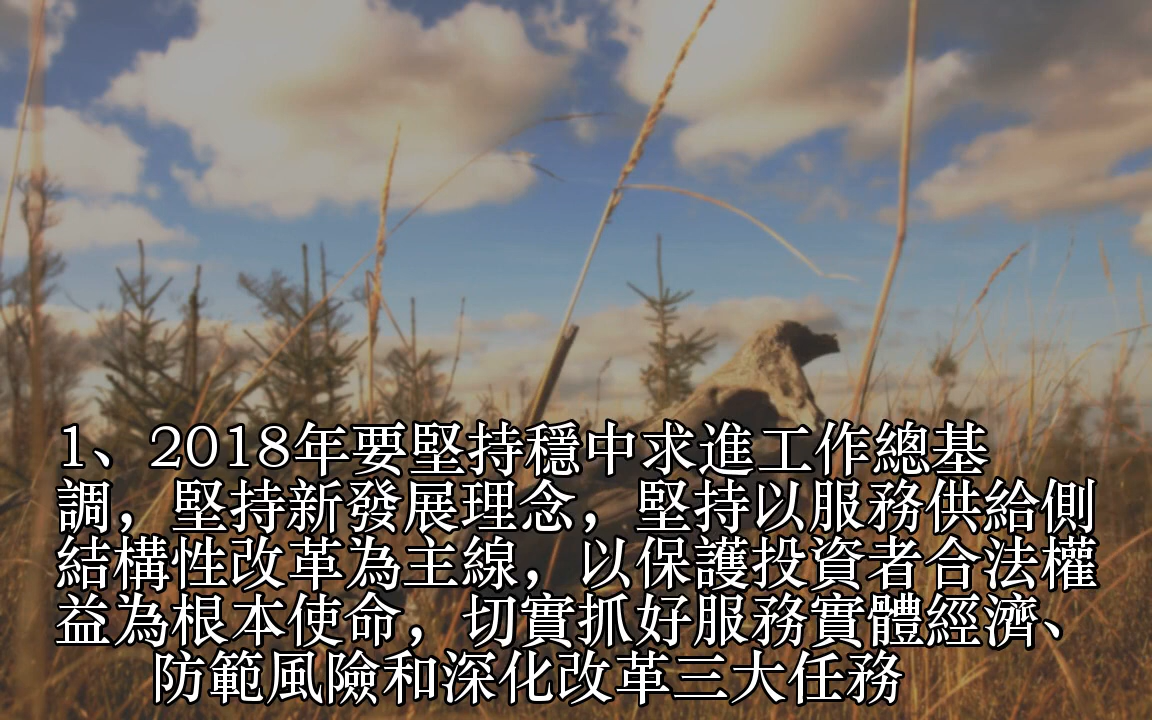 1、2018年要堅持穩中求進工作總基
調，堅持新發展理念，堅持以服務供給側
結構性改革為主線，以保護投資者合法權
益為根本使命，切實抓好服務實體經濟、
防範風險和深化改革三大任務